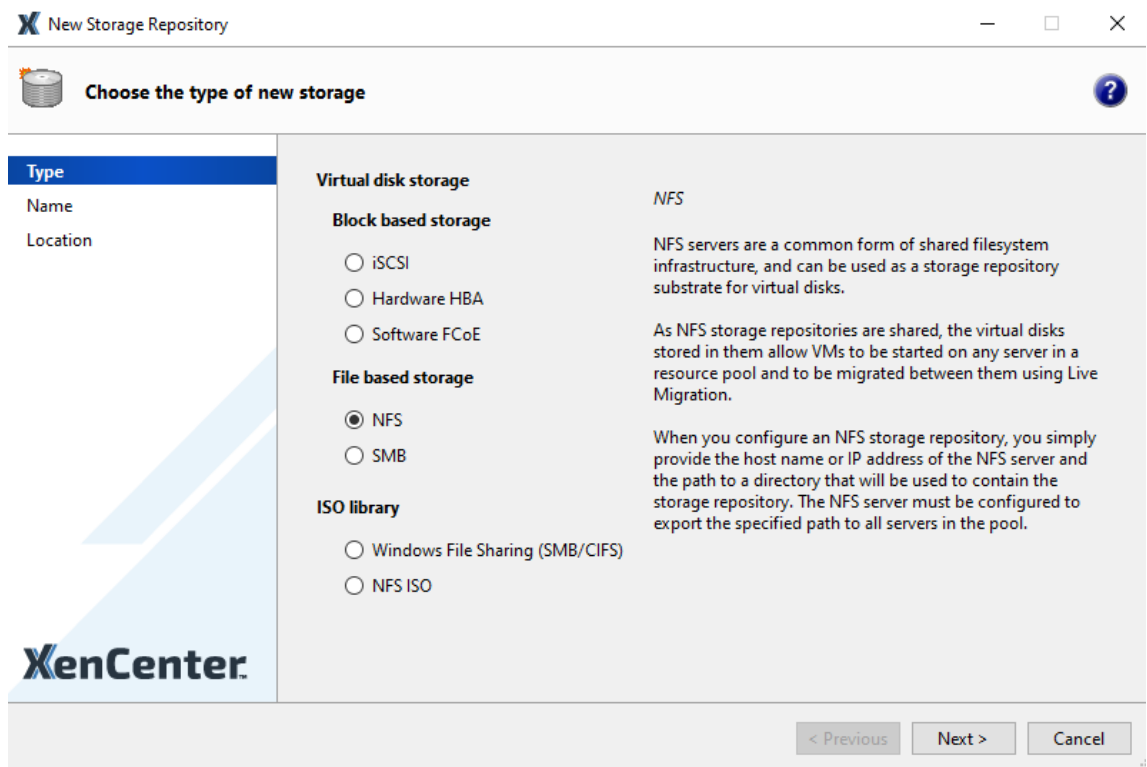 New Storage Repository
Choose the type of new storage
?
Type
Name
Location
XenCenter™
Virtual disk storage
Block based storage
iSCSI
Hardware HBA
Software FCoE
File based storage
NFS
SMB
ISO library
Windows File Sharing (SMB/CIFS)
NFS ISO
NFS
NFS servers are a common form of shared filesystem
infrastructure, and can be used as a storage repository
substrate for virtual disks.
As NFS storage repositories are shared, the virtual disks
stored in them allow VMs to be started on any server in a
resource pool and to be migrated between them using Live
Migration.
When you configure an NFS storage repository, you simply
provide the host name or IP address of the NFS server and
the path to a directory that will be used to contain the
storage repository. The NFS server must be configured to
export the specified path to all servers in the pool.
< Previous
Next >
Cancel